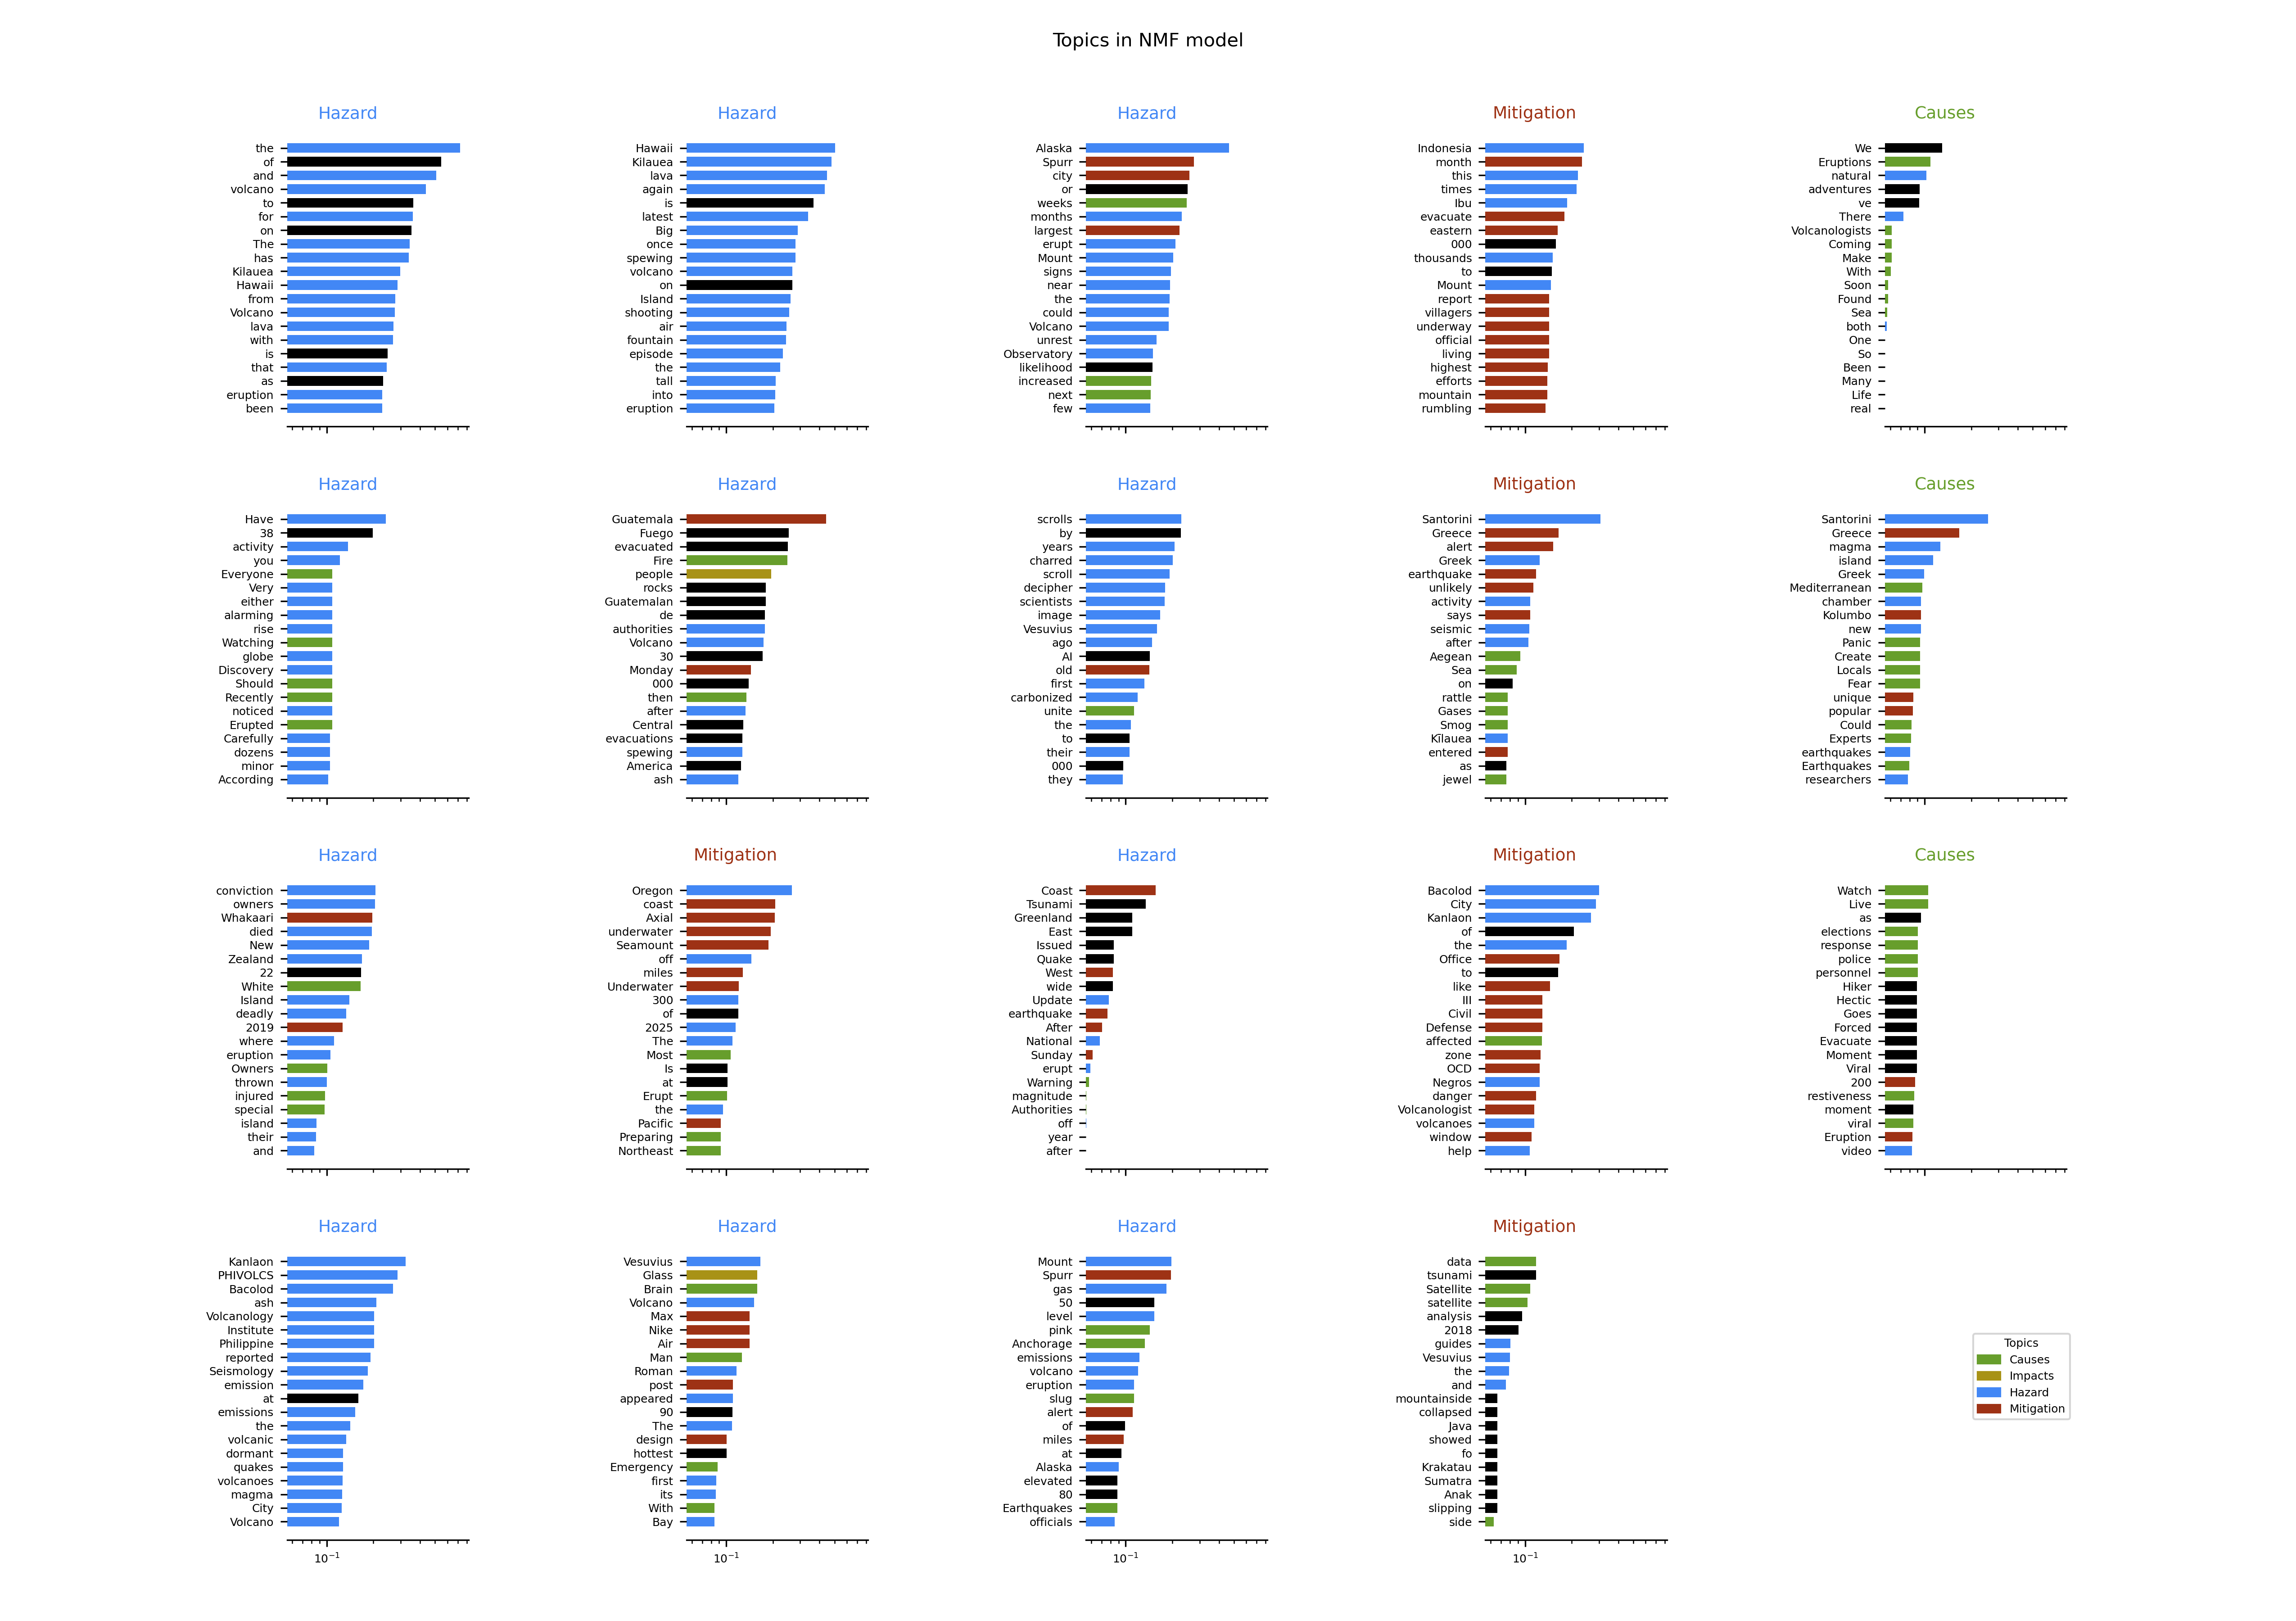 Topics in NMF model
Hazard
the
of
and
volcano
to
for
on
The
has
Kilauea
Hawaii
from
Volcano
lava
with
is
that
as
eruption
been
Hazard
Hawaii
Kilauea
lava
again
is
latest
Big
once
spewing
volcano
on
Island
shooting
air
fountain
episode
the
tall
into
eruption
Hazard
Alaska
Spurr
city
or
weeks
months
largest
erupt
Mount
signs
near
the
could
Volcano
unrest
Observatory
likelihood
increased
next
few
Mitigation
Indonesia
month
this
times
Ibu
evacuate
eastern
000
thousands
to
Mount
report
villagers
underway
official
living
highest
efforts
mountain
rumbling
Causes
We
Eruptions
natural
adventures
ve
There
Volcanologists
Coming
Make
With
Soon
Found
Sea
both
One
So
Been
Many
Life
real
Hazard
Have
38
activity
you
Everyone
Very
either
alarming
rise
Watching
globe
Discovery
Should
Recently
noticed
Erupted
Carefully
dozens
minor
According
Hazard
Guatemala
Fuego
evacuated
Fire
people
rocks
Guatemalan
de
authorities
Volcano
30
Monday
000
then
after
Central
evacuations
spewing
America
ash
Hazard
scrolls
by
years
charred
scroll
decipher
scientists
image
Vesuvius
ago
AI
old
first
carbonized
unite
the
to
their
000
they
Mitigation
Santorini
Greece
alert
Greek
earthquake
unlikely
activity
says
seismic
after
Aegean
Sea
on
rattle
Gases
Smog
Kīlauea
entered
as
jewel
Causes
Santorini
Greece
magma
island
Greek
Mediterranean
chamber
Kolumbo
new
Panic
Create
Locals
Fear
unique
popular
Could
Experts
earthquakes
Earthquakes
researchers
Hazard
conviction
owners
Whakaari
died
New
Zealand
22
White
Island
deadly
2019
where
eruption
Owners
thrown
injured
special
island
their
and
Mitigation
Oregon
coast
Axial
underwater
Seamount
off
miles
Underwater
300
of
2025
The
Most
Is
at
Erupt
the
Pacific
Preparing
Northeast
Hazard
Coast
Tsunami
Greenland
East
Issued
Quake
West
wide
Update
earthquake
After
National
Sunday
erupt
Warning
magnitude
Authorities
off
year
after
Mitigation
Bacolod
City
Kanlaon
of
the
Office
to
like
III
Civil
Defense
affected
zone
OCD
Negros
danger
Volcanologist
volcanoes
window
help
Causes
Watch
Live
as
elections
response
police
personnel
Hiker
Hectic
Goes
Forced
Evacuate
Moment
Viral
200
restiveness
moment
viral
Eruption
video
Hazard
Kanlaon
PHIVOLCS
Bacolod
ash
Volcanology
Institute
Philippine
reported
Seismology
emission
at
emissions
the
volcanic
dormant
quakes
volcanoes
magma
City
Volcano
10⁻¹
Hazard
Vesuvius
Glass
Brain
Volcano
Max
Nike
Air
Man
Roman
post
appeared
90
The
design
hottest
Emergency
first
its
With
Bay
10⁻¹
Hazard
Mount
Spurr
gas
50
level
pink
Anchorage
emissions
volcano
eruption
slug
alert
of
miles
at
Alaska
elevated
80
Earthquakes
officials
10⁻¹
Mitigation
data
tsunami
Satellite
satellite
analysis
2018
guides
Vesuvius
the
and
mountainside
collapsed
Java
showed
fo
Krakatau
Sumatra
Anak
slipping
side
10⁻¹
Topics
Causes
Impacts
Hazard
Mitigation